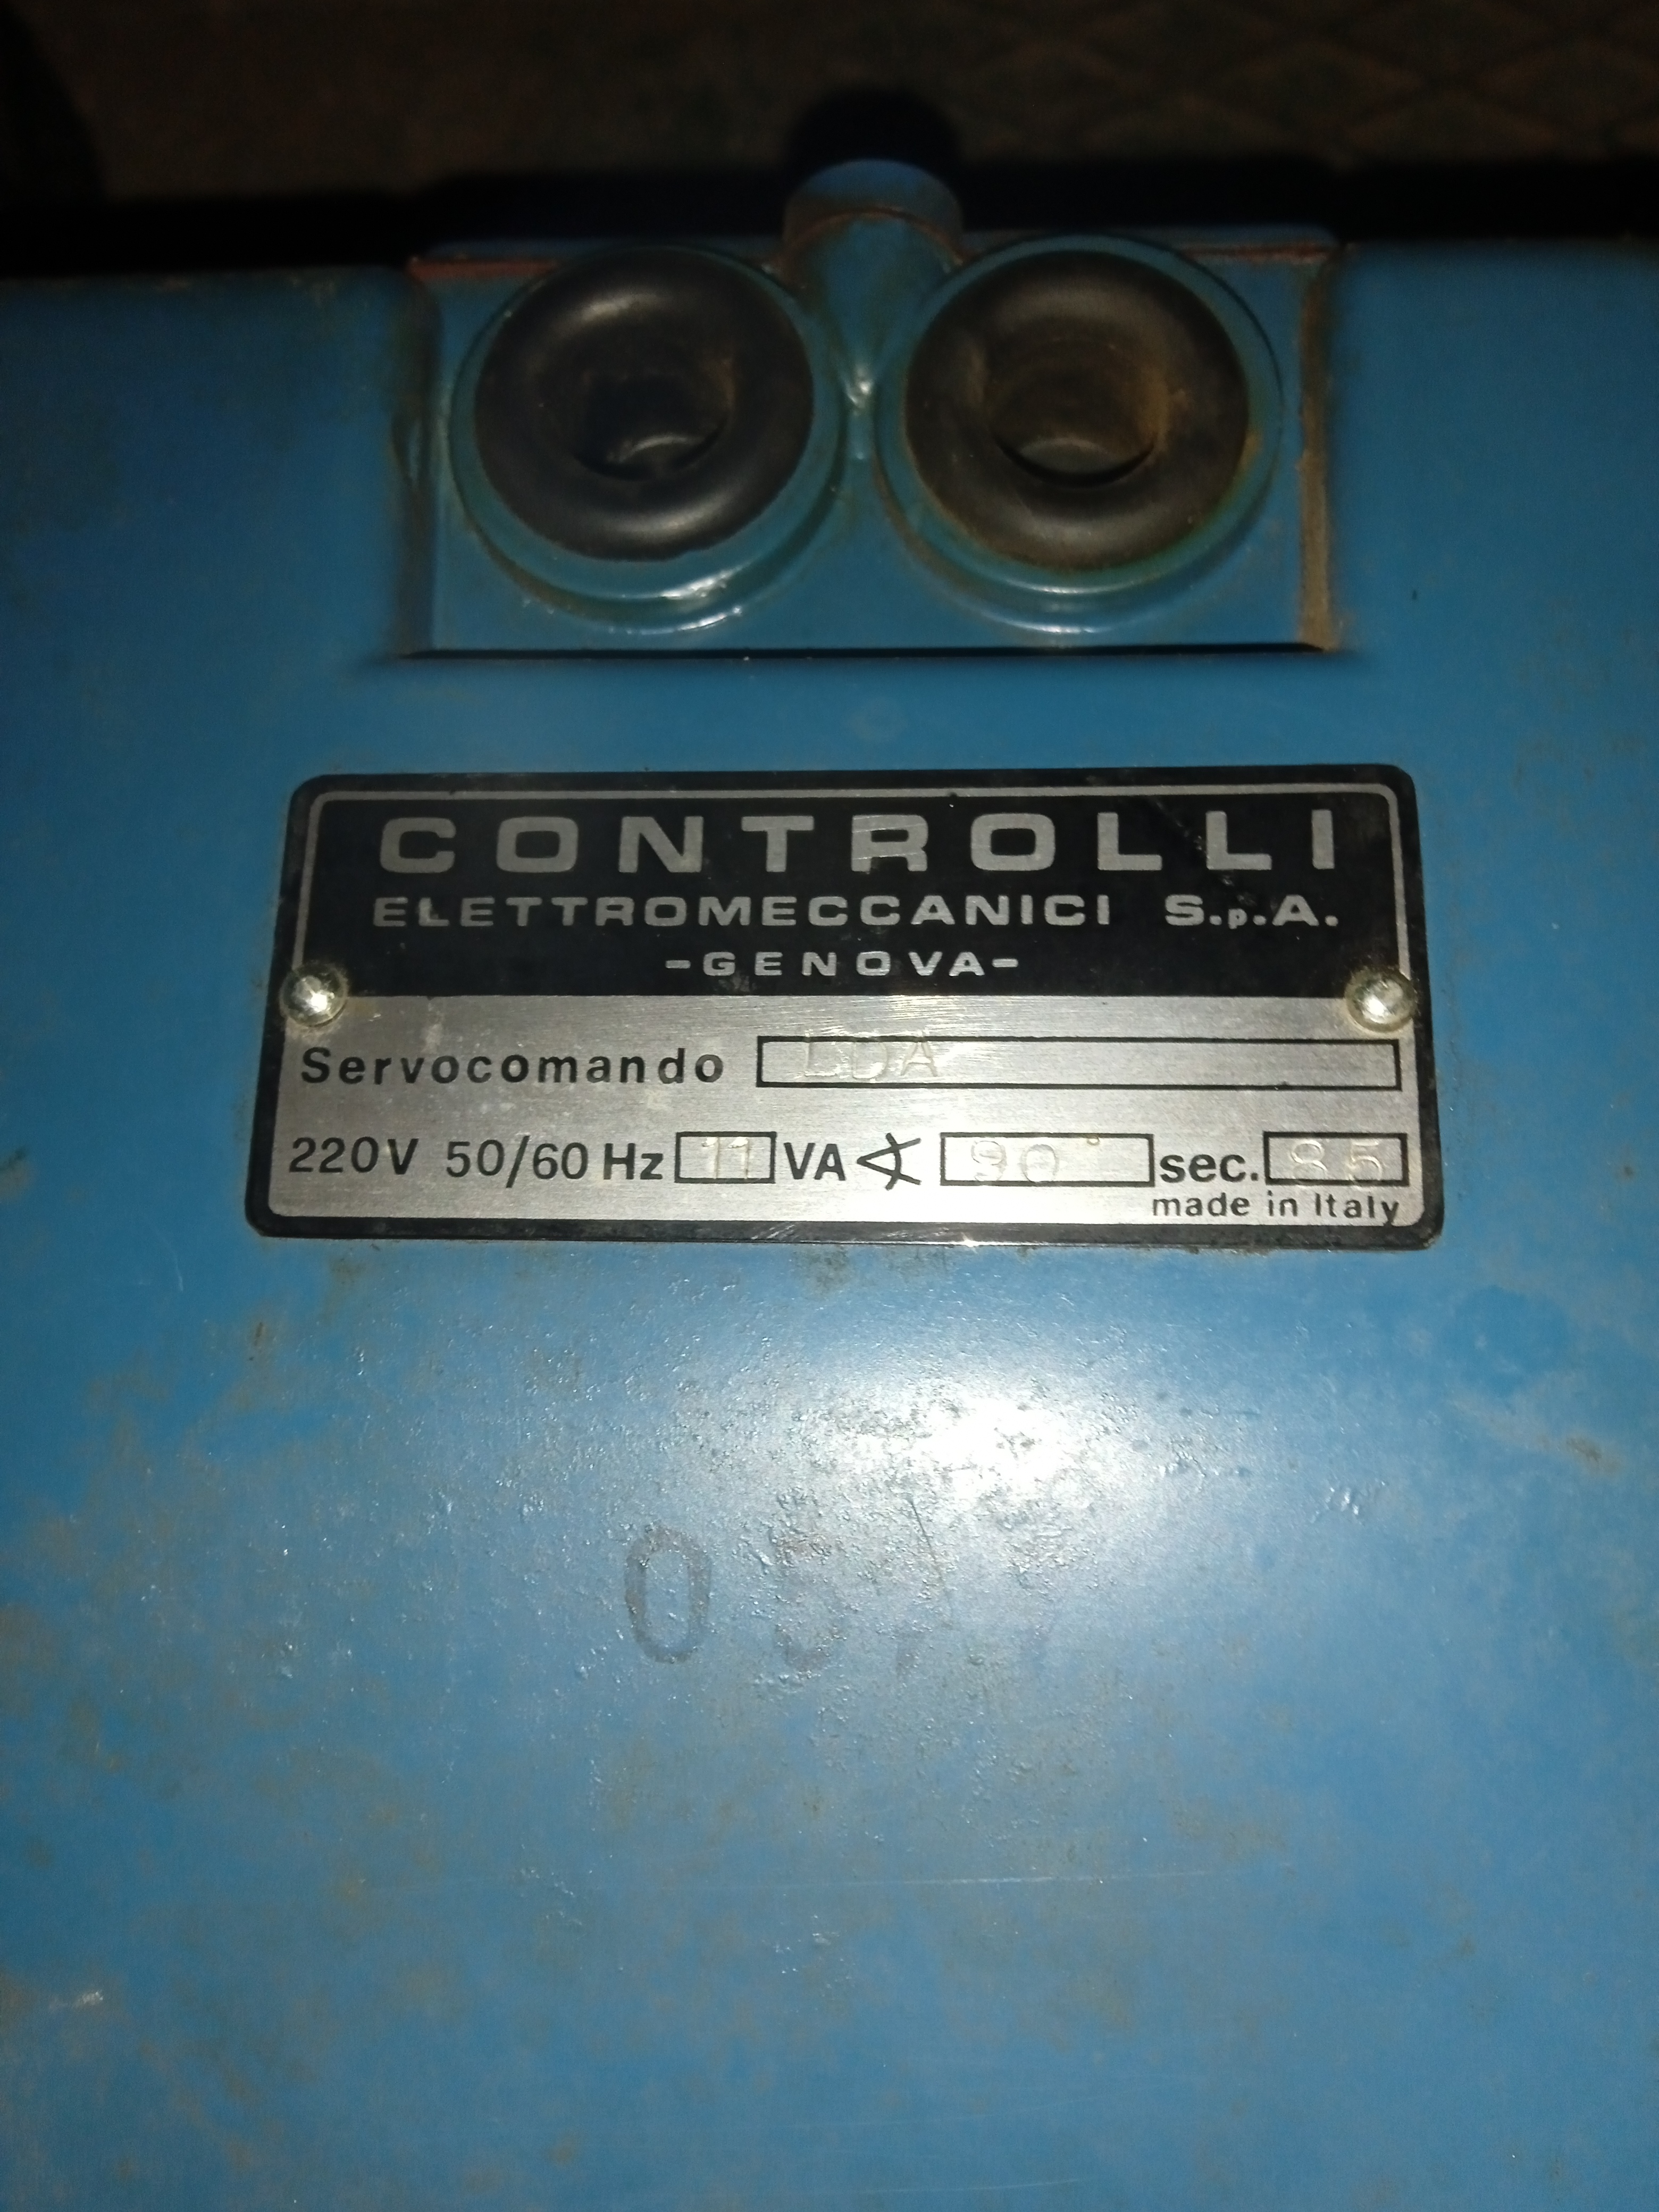 CONTROLLI
ELETTROMECCANICI S.p.A.
-GENOVA-
Servocomando LDA
220V 50/60 Hz 11 VA ∢ 90° sec. 85
made in Italy